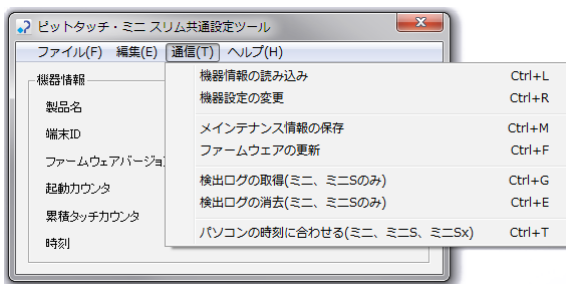 ピットタッチ・ミニ スリム共通設定ツール
ファイル(F) 編集(E) 通信(T) ヘルプ(H)
機器情報
製品名
端末ID
ファームウェアバージョ
起動カウンタ
累積タッチカウンタ
時刻
機器情報の読み込み Ctrl+L
機器設定の変更 Ctrl+R
メインテナンス情報の保存 Ctrl+M
ファームウェアの更新 Ctrl+F
検出ログの取得(ミニ、ミニSのみ) Ctrl+G
検出ログの消去(ミニ、ミニSのみ) Ctrl+E
パソコンの時刻に合わせる(ミニ、ミニS、ミニSx) Ctrl+T